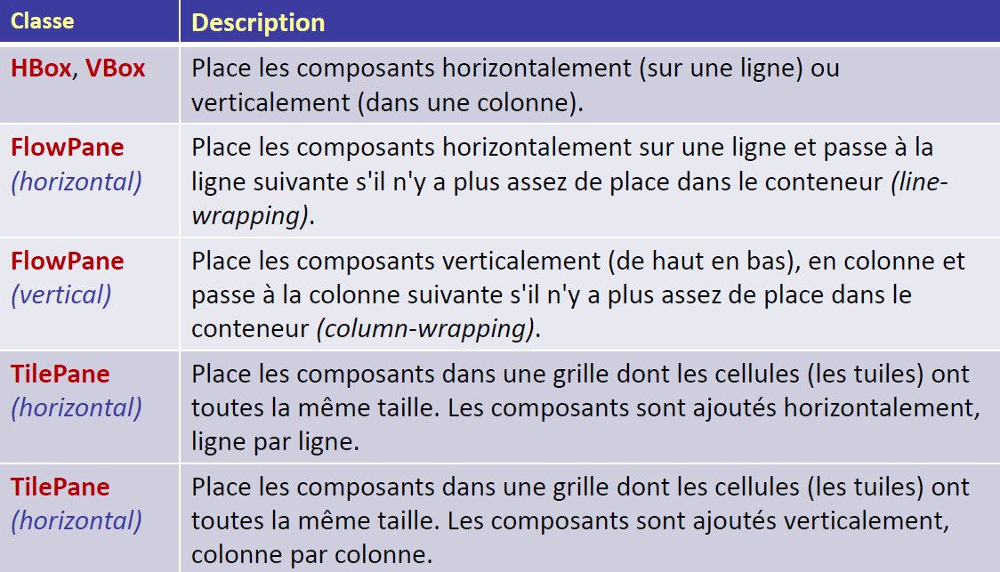 Classe
Description
HBox, VBox
Place les composants horizontalement (sur une ligne) ou
verticalement (dans une colonne).
FlowPane
(horizontal)
Place les composants horizontalement sur une ligne et passe à la
ligne suivante s'il n'y a plus assez de place dans le conteneur (line-
wrapping).
FlowPane
(vertical)
Place les composants verticalement (de haut en bas), en colonne et
passe à la colonne suivante s'il n'y a plus assez de place dans le
conteneur (column-wrapping).
TilePane
(horizontal)
Place les composants dans une grille dont les cellules (les tuiles) ont
toutes la même taille. Les composants sont ajoutés horizontalement,
ligne par ligne.
TilePane
(horizontal)
Place les composants dans une grille dont les cellules (les tuiles) ont
toutes la même taille. Les composants sont ajoutés verticalement,
colonne par colonne.